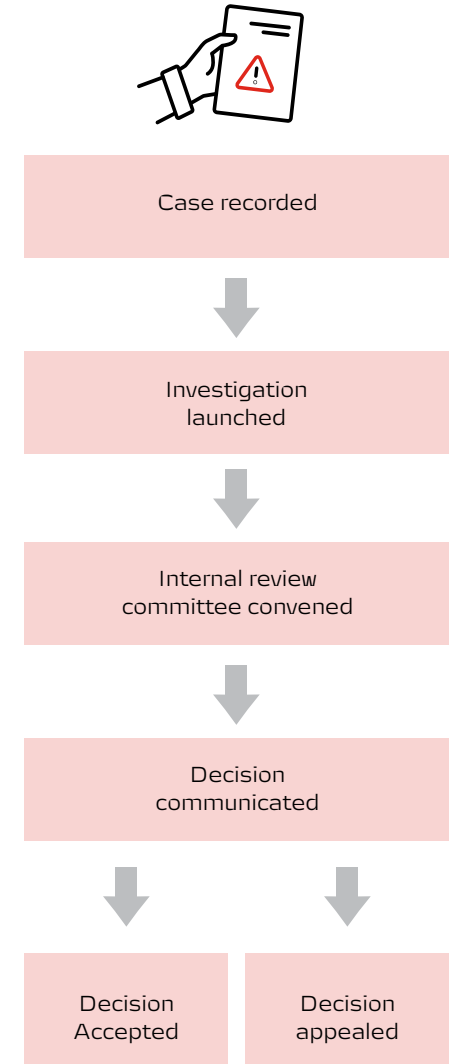 Case recorded
Investigation
launched
Internal review
committee convened
Decision
communicated
Decision
Accepted
Decision
appealed